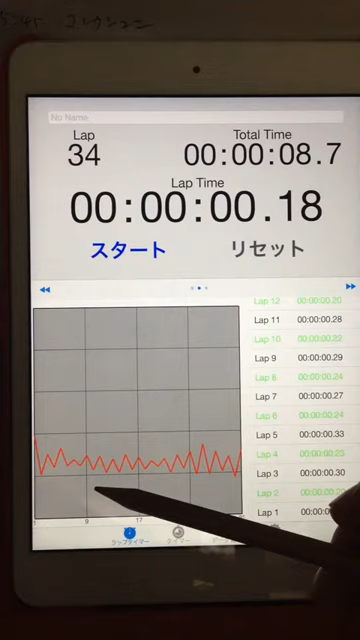 No Name
Lap
Total Time
34
00:00:08.7
Lap Time
00:00:00.18
スタート
リセット
Lap 12 00:00:00.20
Lap 11 00:00:00.28
Lap 10 00:00:00.22
Lap 9 00:00:00.29
Lap 8 00:00:00.24
Lap 7 00:00:00.27
Lap 6 00:00:00.24
Lap 5 00:00:00.33
Lap 4 00:00:00.23
Lap 3 00:00:00.30
Lap 2
Lap 1
9
17
ラップタイマー
タイマー